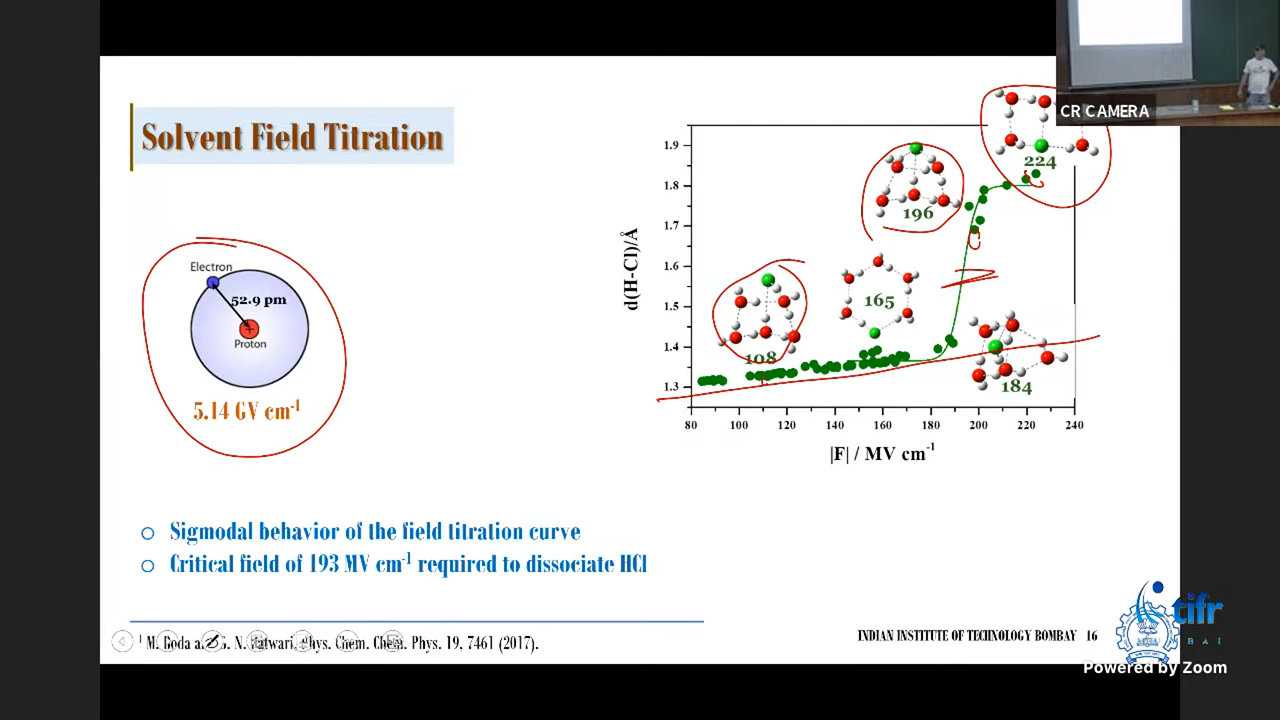 CR CAMERA
Solvent Field Titration
Electron
52.9 pm
Proton
5.14 GV cm-1
d(H-Cl)/Å
1.9
1.8
1.7
1.6
1.5
1.4
1.3
80 100 120 140 160 180 200 220 240
|F| / MV cm-1
108
165
196
184
224
Sigmodal behavior of the field titration curve
Critical field of 193 MV cm-1 required to dissociate HCl
1 M. Boda G. N. Patwari, Phys. Chem. Chem. Phys. 19, 7461 (2017).
INDIAN INSTITUTE OF TECHNOLOGY BOMBAY 16
tifr
Powered by Zoom